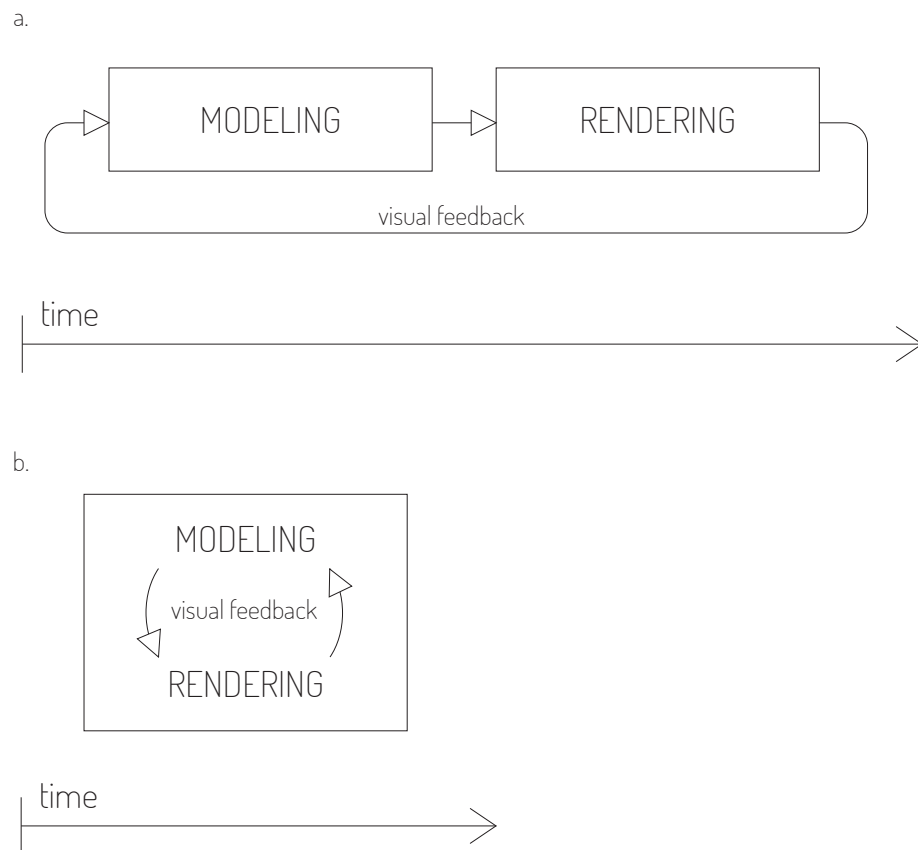 a.
MODELING
RENDERING
visual feedback
time
b.
MODELING
visual feedback
RENDERING
time